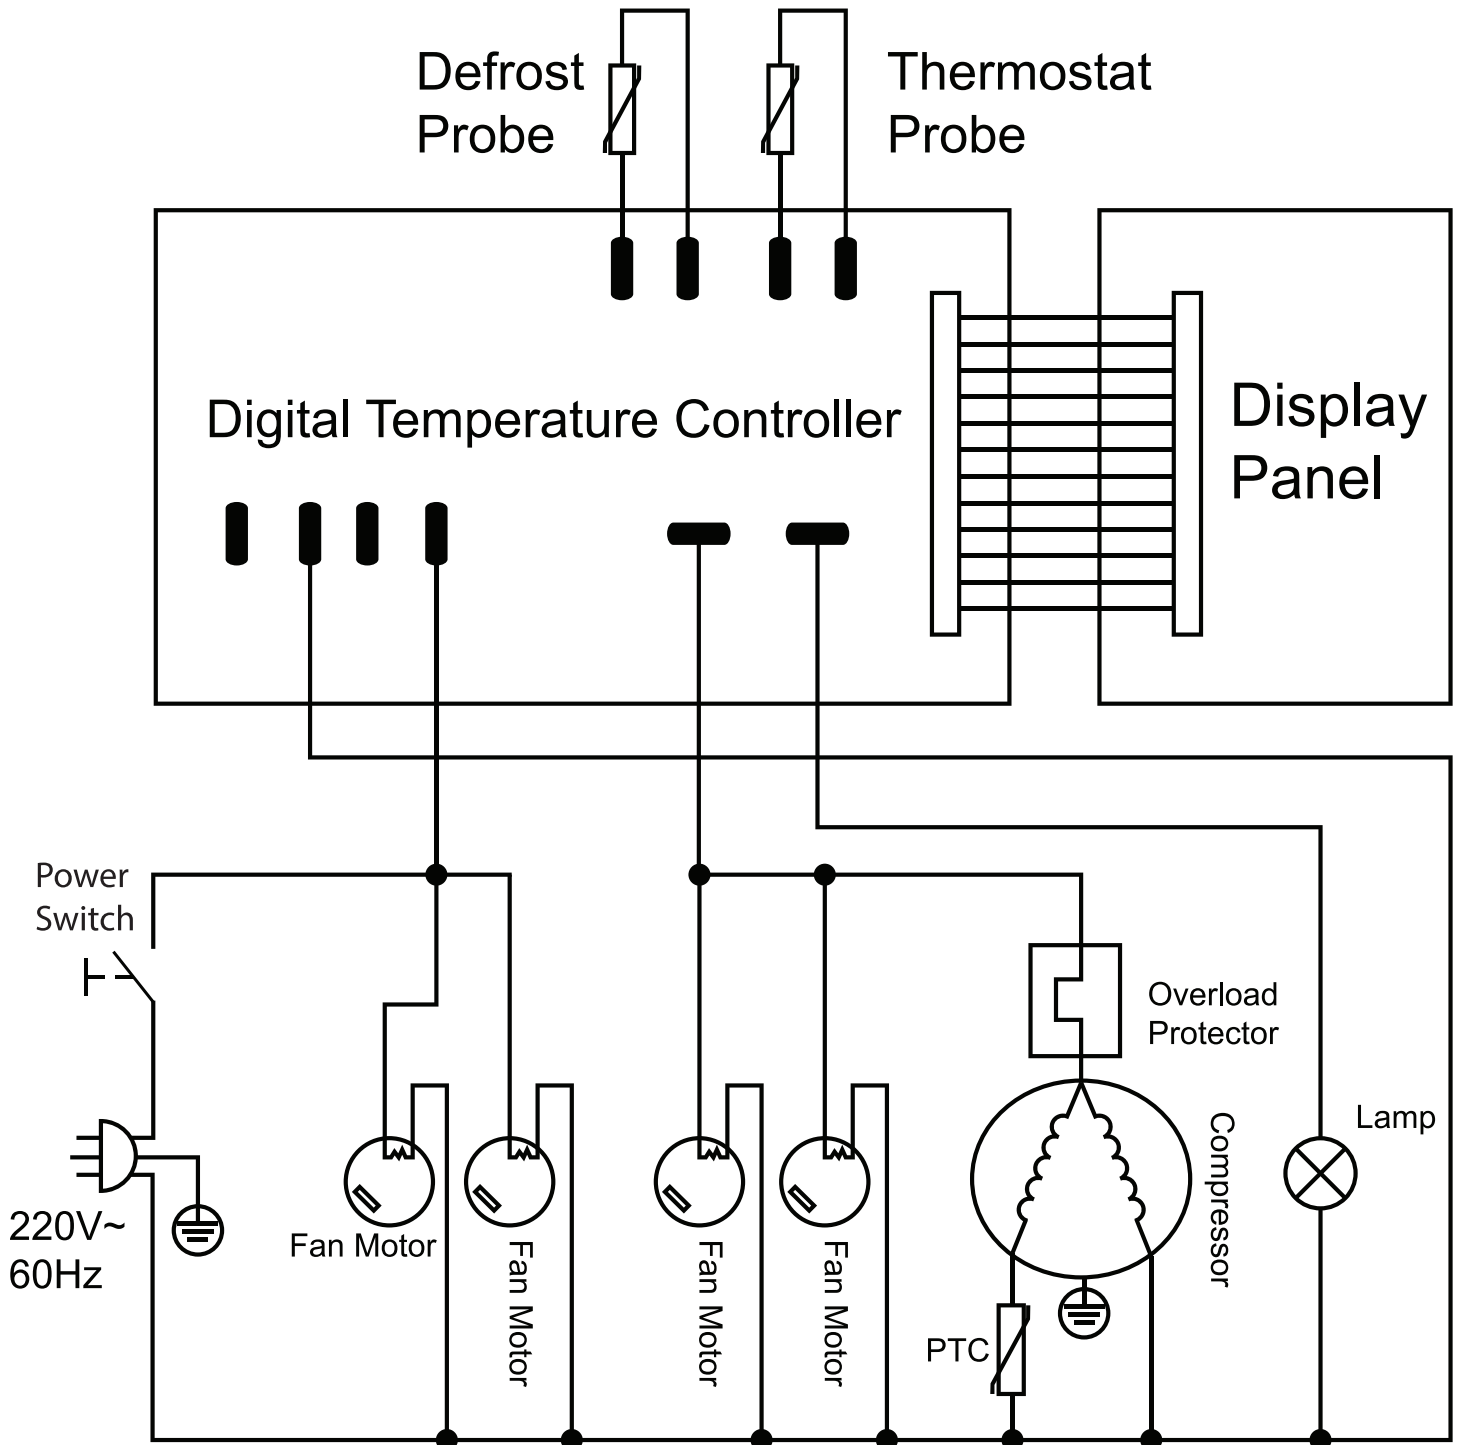 Defrost
Probe
Thermostat
Probe
Digital Temperature Controller
Display
Panel
Power
Switch
Overload
Protector
Compressor
Lamp
220V~
60Hz
Fan Motor
Fan Motor
Fan Motor
Fan Motor
PTC